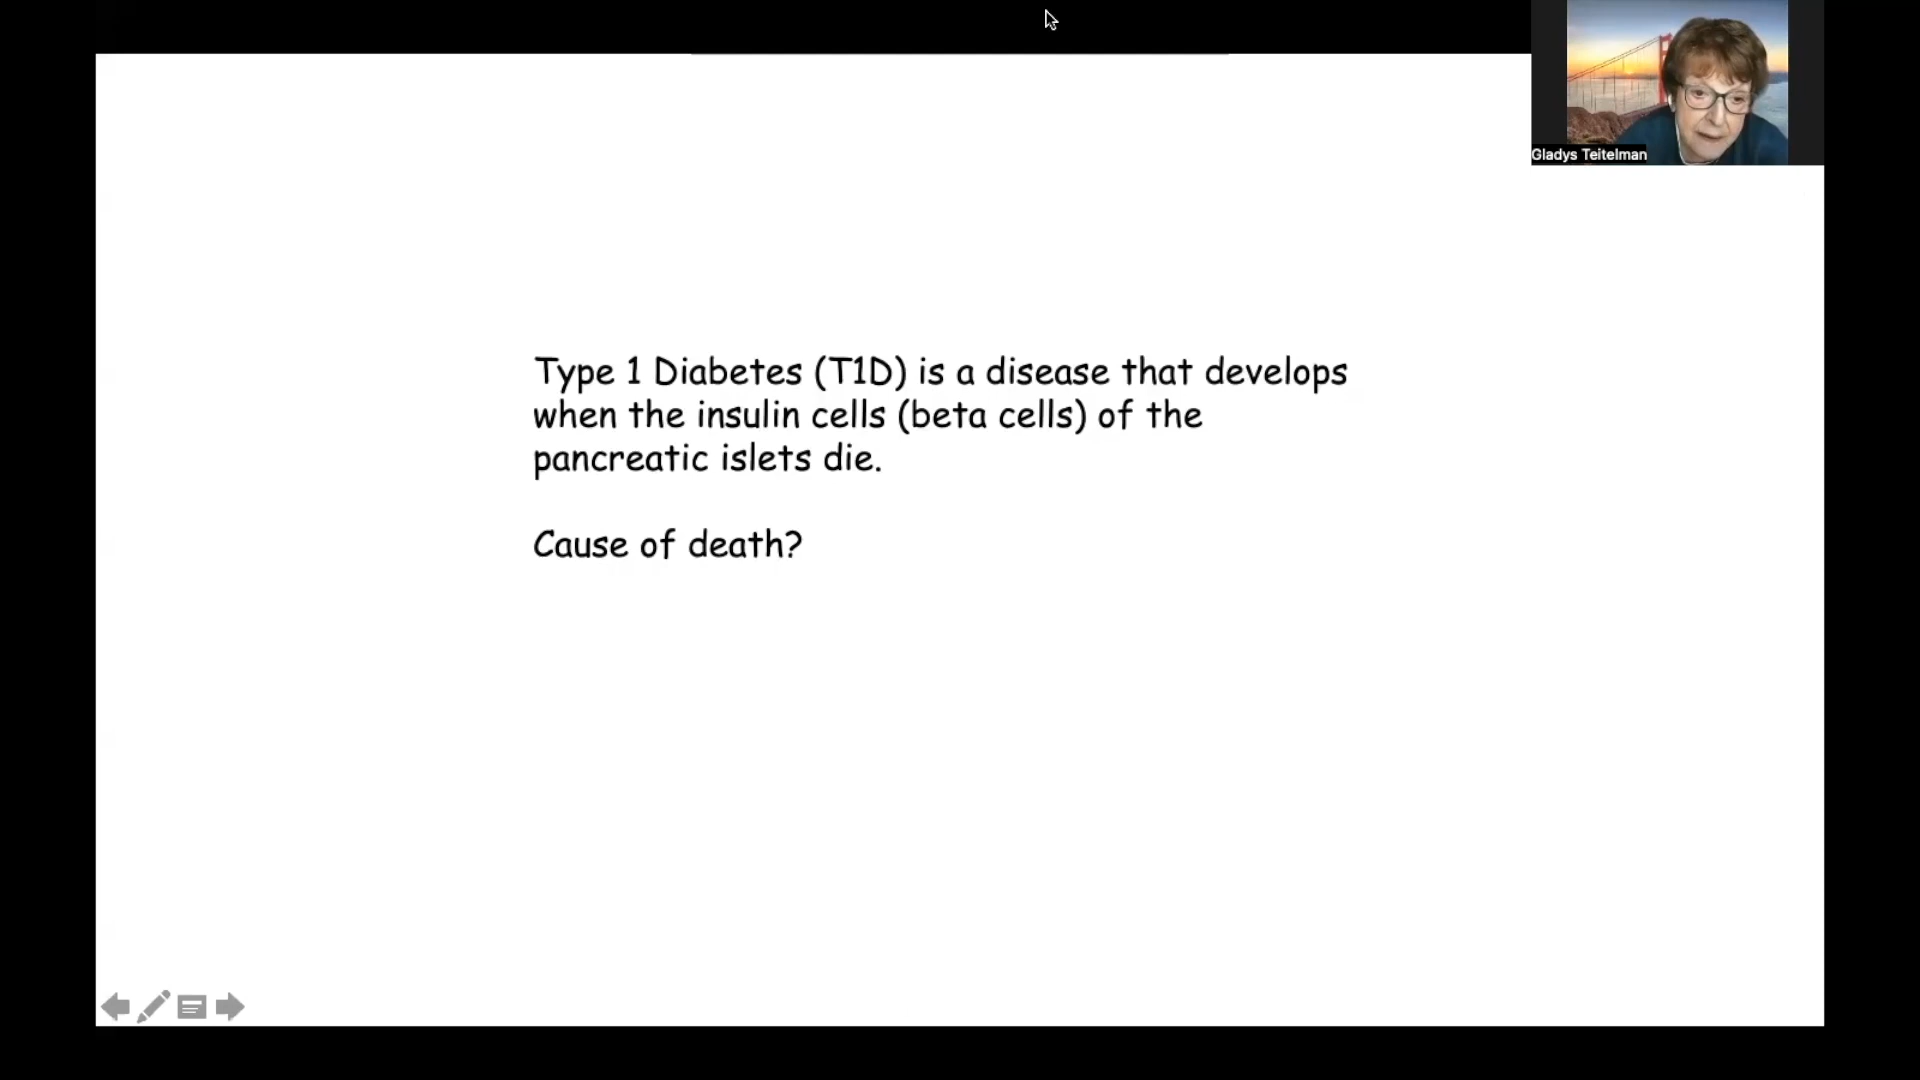 Gladys Teitelman
Type 1 Diabetes (T1D) is a disease that develops
when the insulin cells (beta cells) of the
pancreatic islets die.
Cause of death?